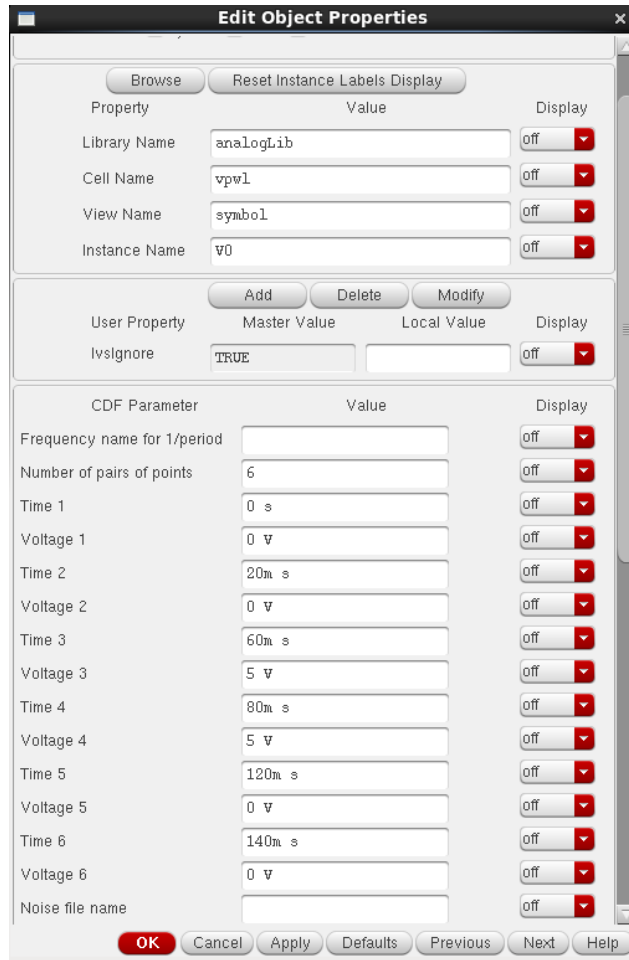 Edit Object Properties
Browse Reset Instance Labels Display
Property Value Display
Library Name analogLib off
Cell Name vpwl off
View Name symbol off
Instance Name V0 off
Add Delete Modify
User Property Master Value Local Value Display
lvsIgnore TRUE off
CDF Parameter Value Display
Frequency name for 1/period off
Number of pairs of points 6 off
Time 1 0 s off
Voltage 1 0 V off
Time 2 20m s off
Voltage 2 0 V off
Time 3 60m s off
Voltage 3 5 V off
Time 4 80m s off
Voltage 4 5 V off
Time 5 120m s off
Voltage 5 0 V off
Time 6 140m s off
Voltage 6 0 V off
Noise file name off
OK Cancel Apply Defaults Previous Next Help